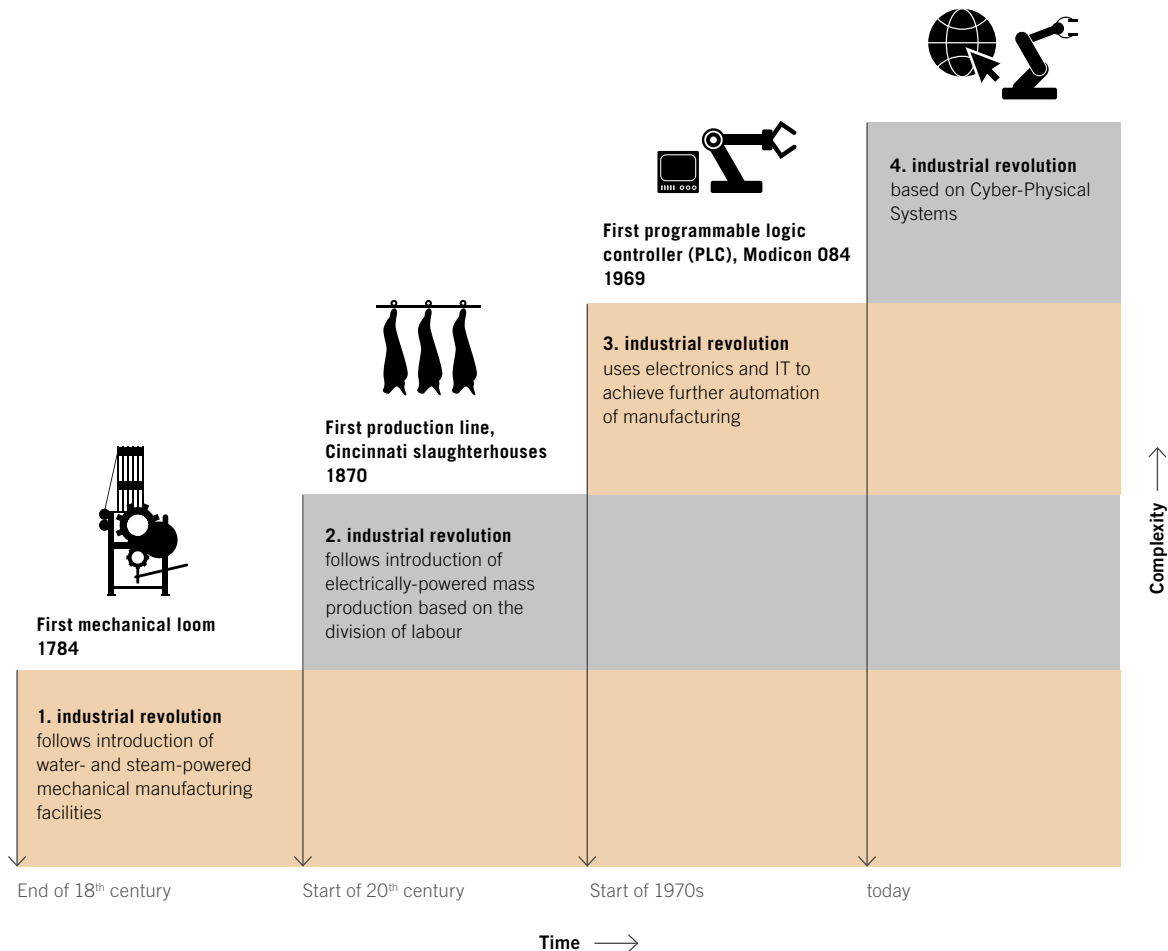 4. industrial revolution
based on Cyber-Physical
Systems
First programmable logic
controller (PLC), Modicon 084
1969
3. industrial revolution
uses electronics and IT to
achieve further automation
of manufacturing
First production line,
Cincinnati slaughterhouses
1870
2. industrial revolution
follows introduction of
electrically-powered mass
production based on the
division of labour
First mechanical loom
1784
1. industrial revolution
follows introduction of
water- and steam-powered
mechanical manufacturing
facilities
Complexity
End of 18th century
Start of 20th century
Start of 1970s
today
Time